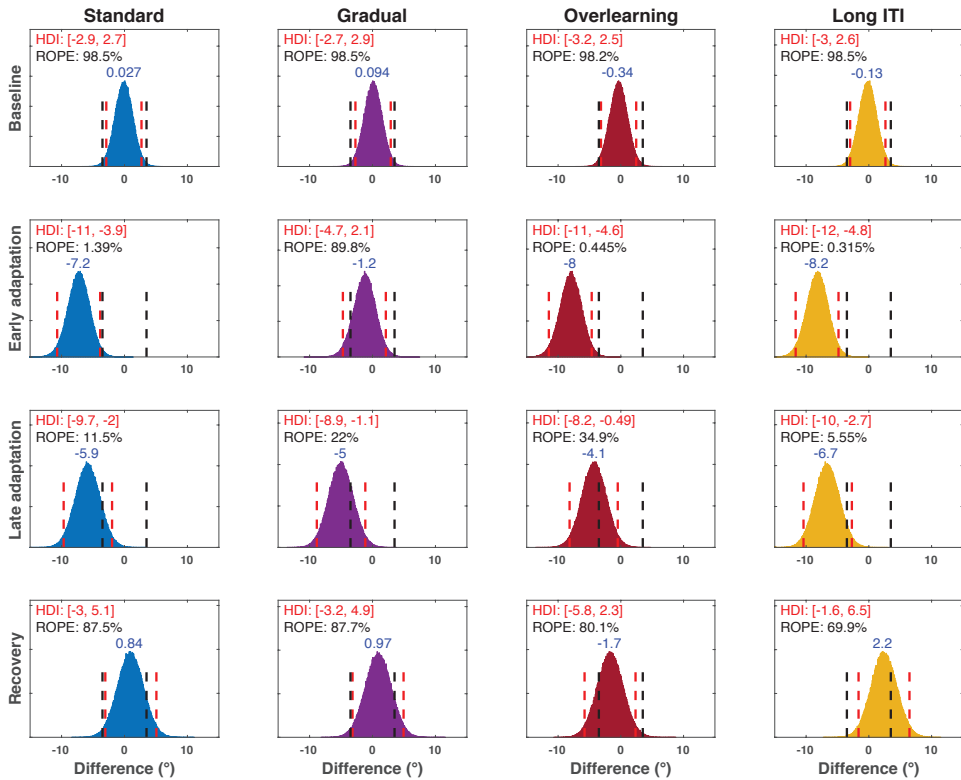 Standard
Gradual
Overlearning
Long ITI
Baseline
HDI: [-2.9, 2.7]
ROPE: 98.5%
0.027
-10 0 10
HDI: [-2.7, 2.9]
ROPE: 98.5%
0.094
-10 0 10
HDI: [-3.2, 2.5]
ROPE: 98.2%
-0.34
-10 0 10
HDI: [-3, 2.6]
ROPE: 98.5%
-0.13
-10 0 10
Early adaptation
HDI: [-11, -3.9]
ROPE: 1.39%
-7.2
-10 0 10
HDI: [-4.7, 2.1]
ROPE: 89.8%
-1.2
-10 0 10
HDI: [-11, -4.6]
ROPE: 0.445%
-8
-10 0 10
HDI: [-12, -4.8]
ROPE: 0.315%
-8.2
-10 0 10
Late adaptation
HDI: [-9.7, -2]
ROPE: 11.5%
-5.9
-10 0 10
HDI: [-8.9, -1.1]
ROPE: 22%
-5
-10 0 10
HDI: [-8.2, -0.49]
ROPE: 34.9%
-4.1
-10 0 10
HDI: [-10, -2.7]
ROPE: 5.55%
-6.7
-10 0 10
Recovery
HDI: [-3, 5.1]
ROPE: 87.5%
0.84
-10 0 10
Difference (°)
HDI: [-3.2, 4.9]
ROPE: 87.7%
0.97
-10 0 10
Difference (°)
HDI: [-5.8, 2.3]
ROPE: 80.1%
-1.7
-10 0 10
Difference (°)
HDI: [-1.6, 6.5]
ROPE: 69.9%
2.2
-10 0 10
Difference (°)